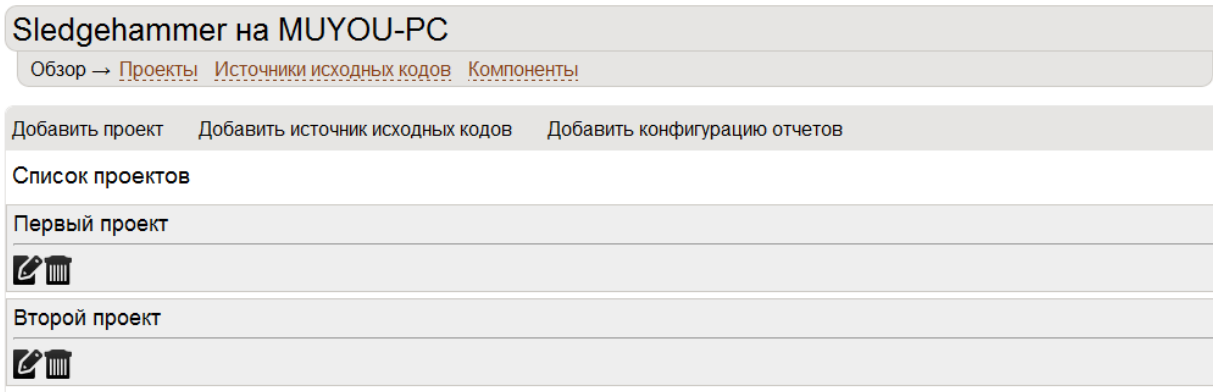 Sledgehammer на MUYOU-PC
Обзор → Проекты Источники исходных кодов Компоненты
Добавить проект Добавить источник исходных кодов Добавить конфигурацию отчетов
Список проектов
Первый проект
Второй проект